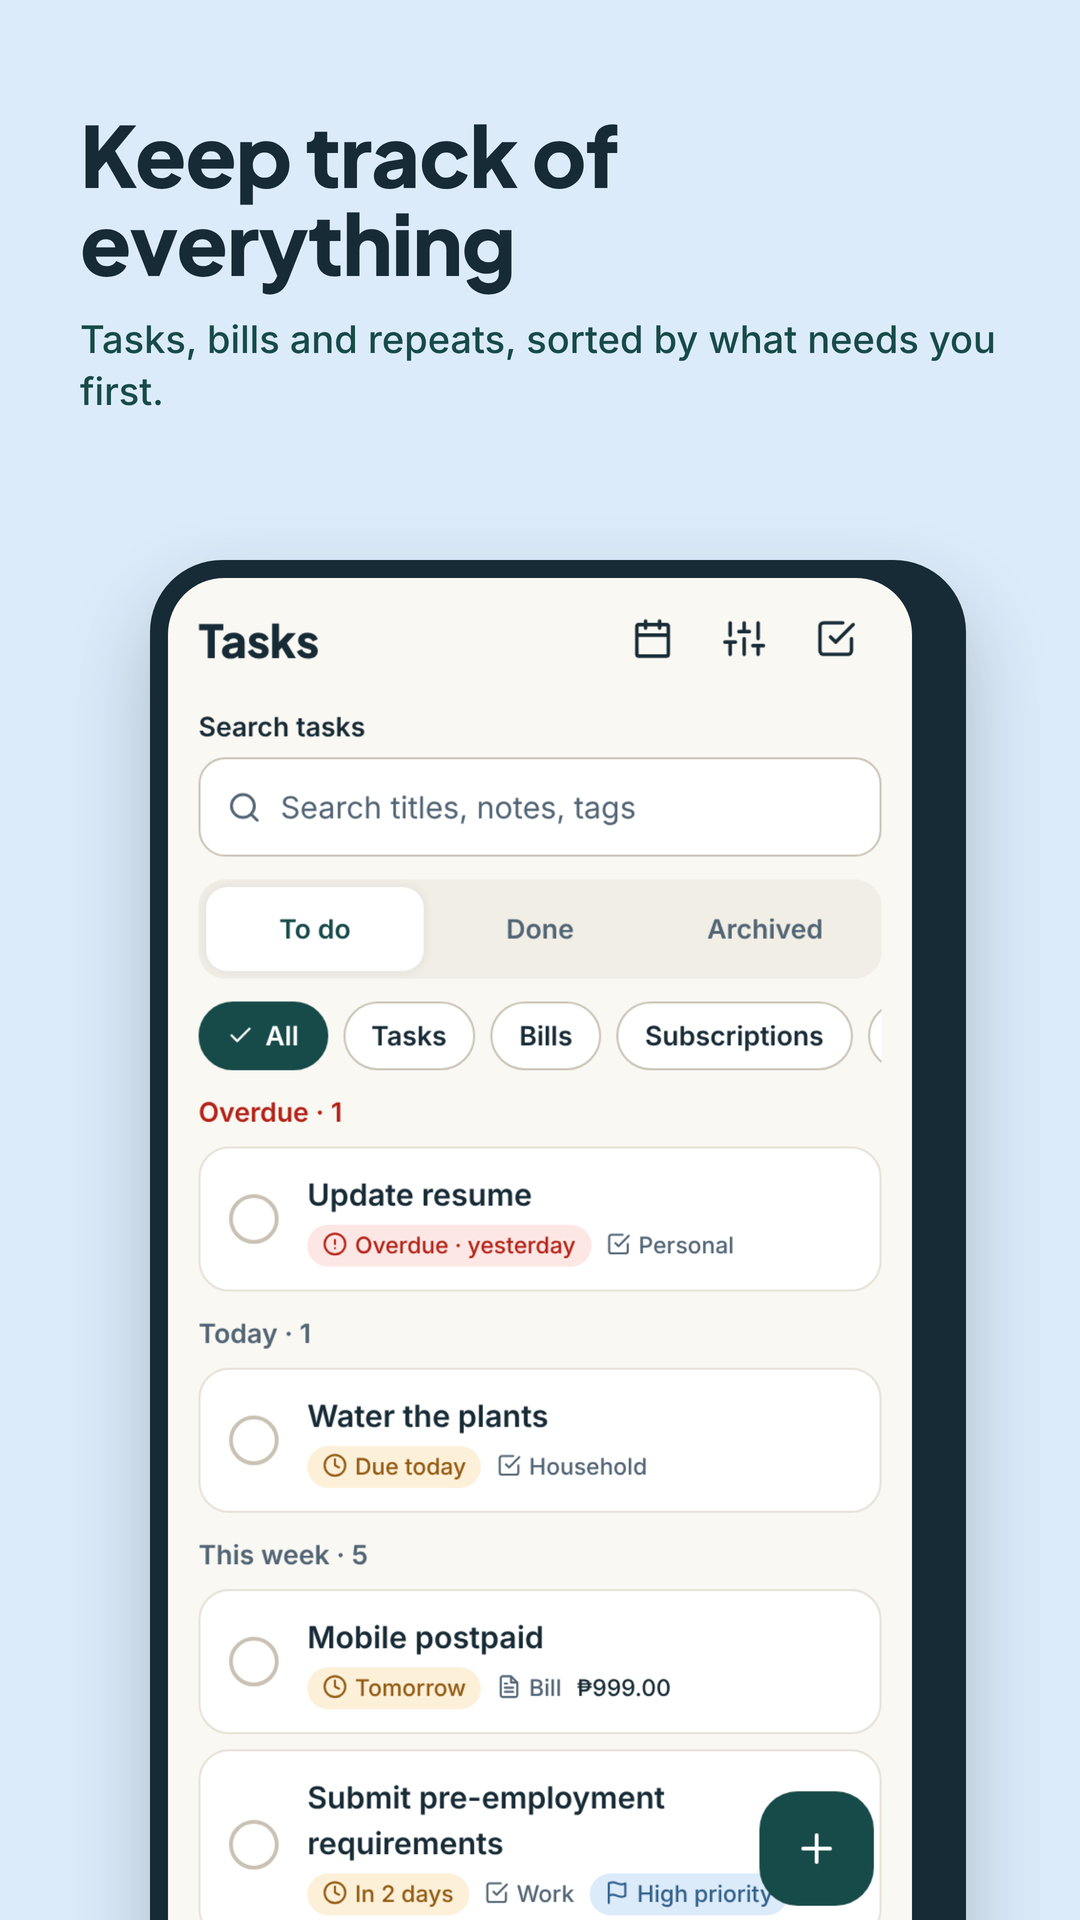 Keep track of
everything
Tasks, bills and repeats, sorted by what needs you
first.
Tasks
Search tasks
Search titles, notes, tags
To do
Done
Archived
All
Tasks
Bills
Subscriptions
Overdue · 1
Update resume
Overdue · yesterday
Personal
Today · 1
Water the plants
Due today
Household
This week · 5
Mobile postpaid
Tomorrow
Bill
₱999.00
Submit pre-employment
requirements
In 2 days
Work
High priority